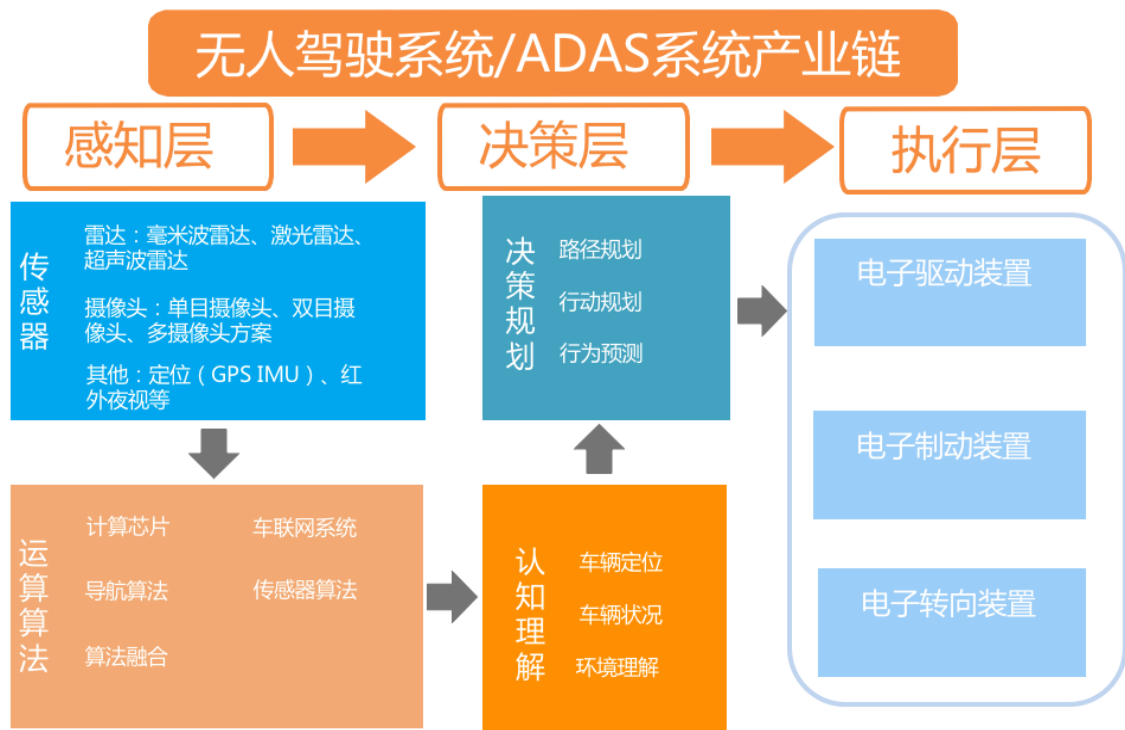 无人驾驶系统/ADAS系统产业链
感知层
决策层
执行层
传感器
雷达：毫米波雷达、激光雷达、
超声波雷达
摄像头：单目摄像头、双目摄
像头、多摄像头方案
其他：定位（GPS IMU）、红
外夜视等
运算算法
计算芯片
车联网系统
导航算法
传感器算法
算法融合
认知理解
车辆定位
车辆状况
环境理解
决策规划
路径规划
行动规划
行为预测
电子驱动装置
电子制动装置
电子转向装置